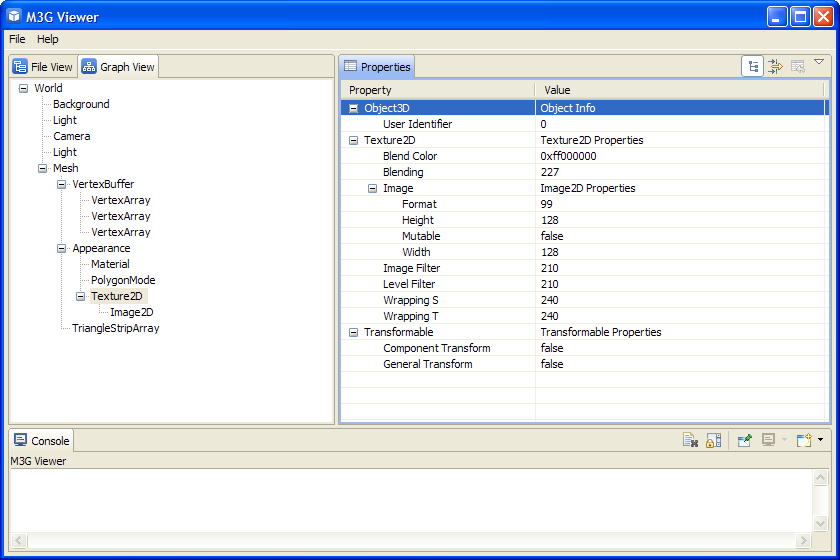 M3G Viewer
File Help
File View Graph View
World
Background
Light
Camera
Light
Mesh
VertexBuffer
VertexArray
VertexArray
VertexArray
Appearance
Material
PolygonMode
Texture2D
Image2D
TriangleStripArray
Properties
Property Value
Object3D Object Info
User Identifier 0
Texture2D Texture2D Properties
Blend Color 0xff000000
Blending 227
Image Image2D Properties
Format 99
Height 128
Mutable false
Width 128
Image Filter 210
Level Filter 210
Wrapping S 240
Wrapping T 240
Transformable Transformable Properties
Component Transform false
General Transform false
Console
M3G Viewer